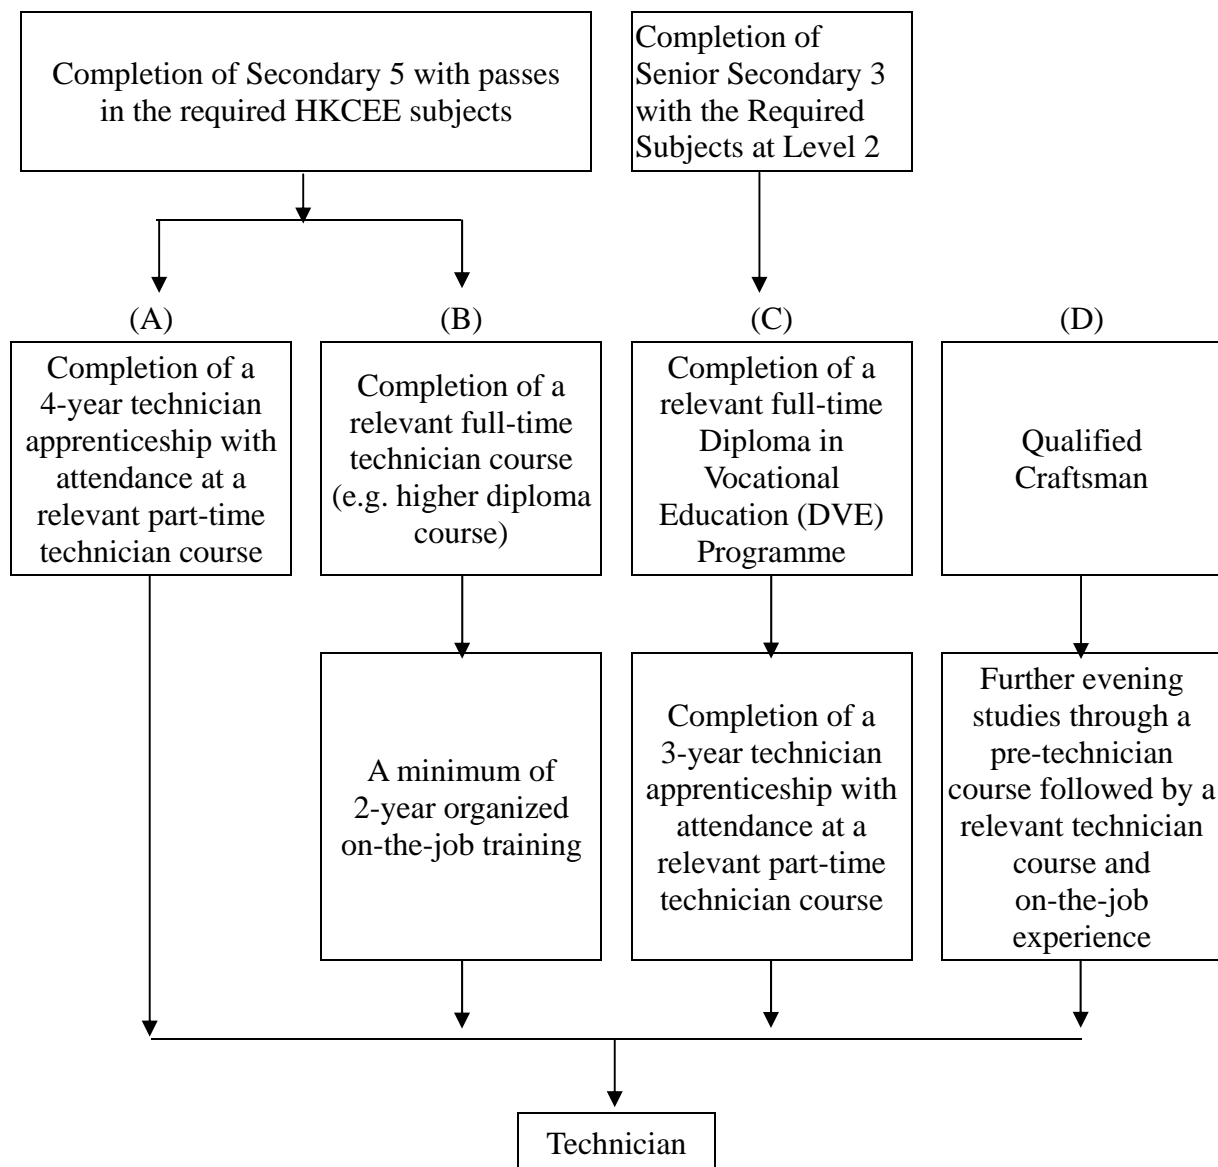 Completion of Secondary 5 with passes
in the required HKCEE subjects
Completion of
Senior Secondary 3
with the Required
Subjects at Level 2
(A)
(B)
(C)
(D)
Completion of a
4-year technician
apprenticeship with
attendance at a
relevant part-time
technician course
Completion of a
relevant full-time
technician course
(e.g. higher diploma
course)
Completion of a
relevant full-time
Diploma in
Vocational
Education (DVE)
Programme
Qualified
Craftsman
A minimum of
2-year organized
on-the-job training
Completion of a
3-year technician
apprenticeship with
attendance at a
relevant part-time
technician course
Further evening
studies through a
pre-technician
course followed by a
relevant technician
course and
on-the-job
experience
Technician